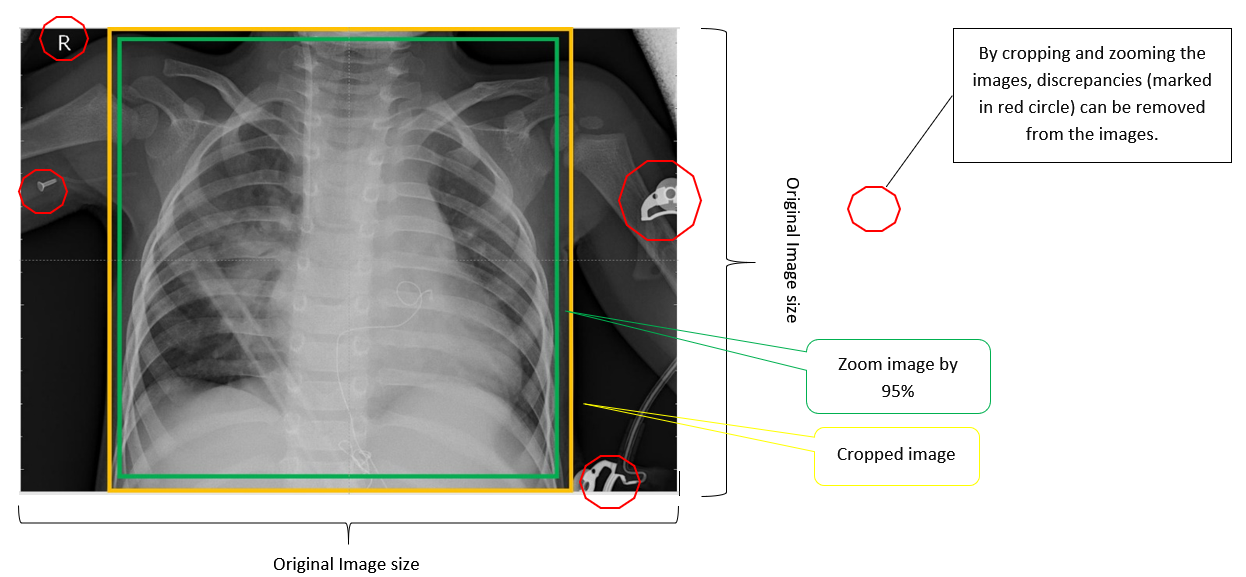 R
By cropping and zooming the
images, discrepancies (marked
in red circle) can be removed
from the images.
Original Image size
Zoom image by
95%
Cropped image
Original Image size